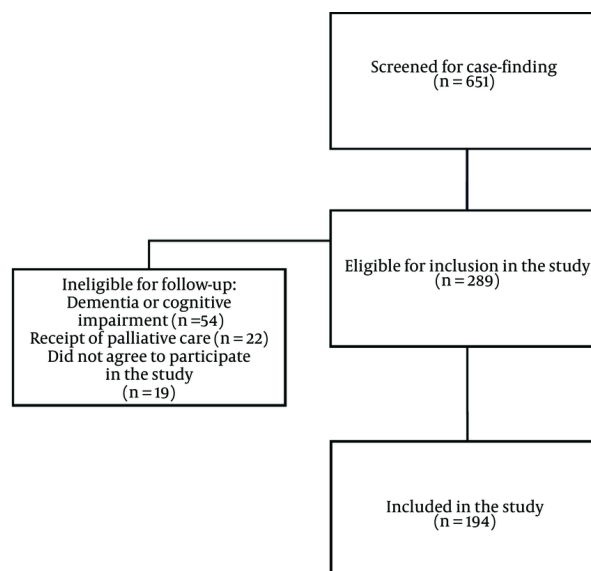 Screened for case-finding
(n = 651)
Eligible for inclusion in the study
(n = 289)
Ineligible for follow-up:
Dementia or cognitive
impairment (n =54)
Receipt of palliative care (n = 22)
Did not agree to participate
in the study
(n = 19)
Included in the study
(n = 194)